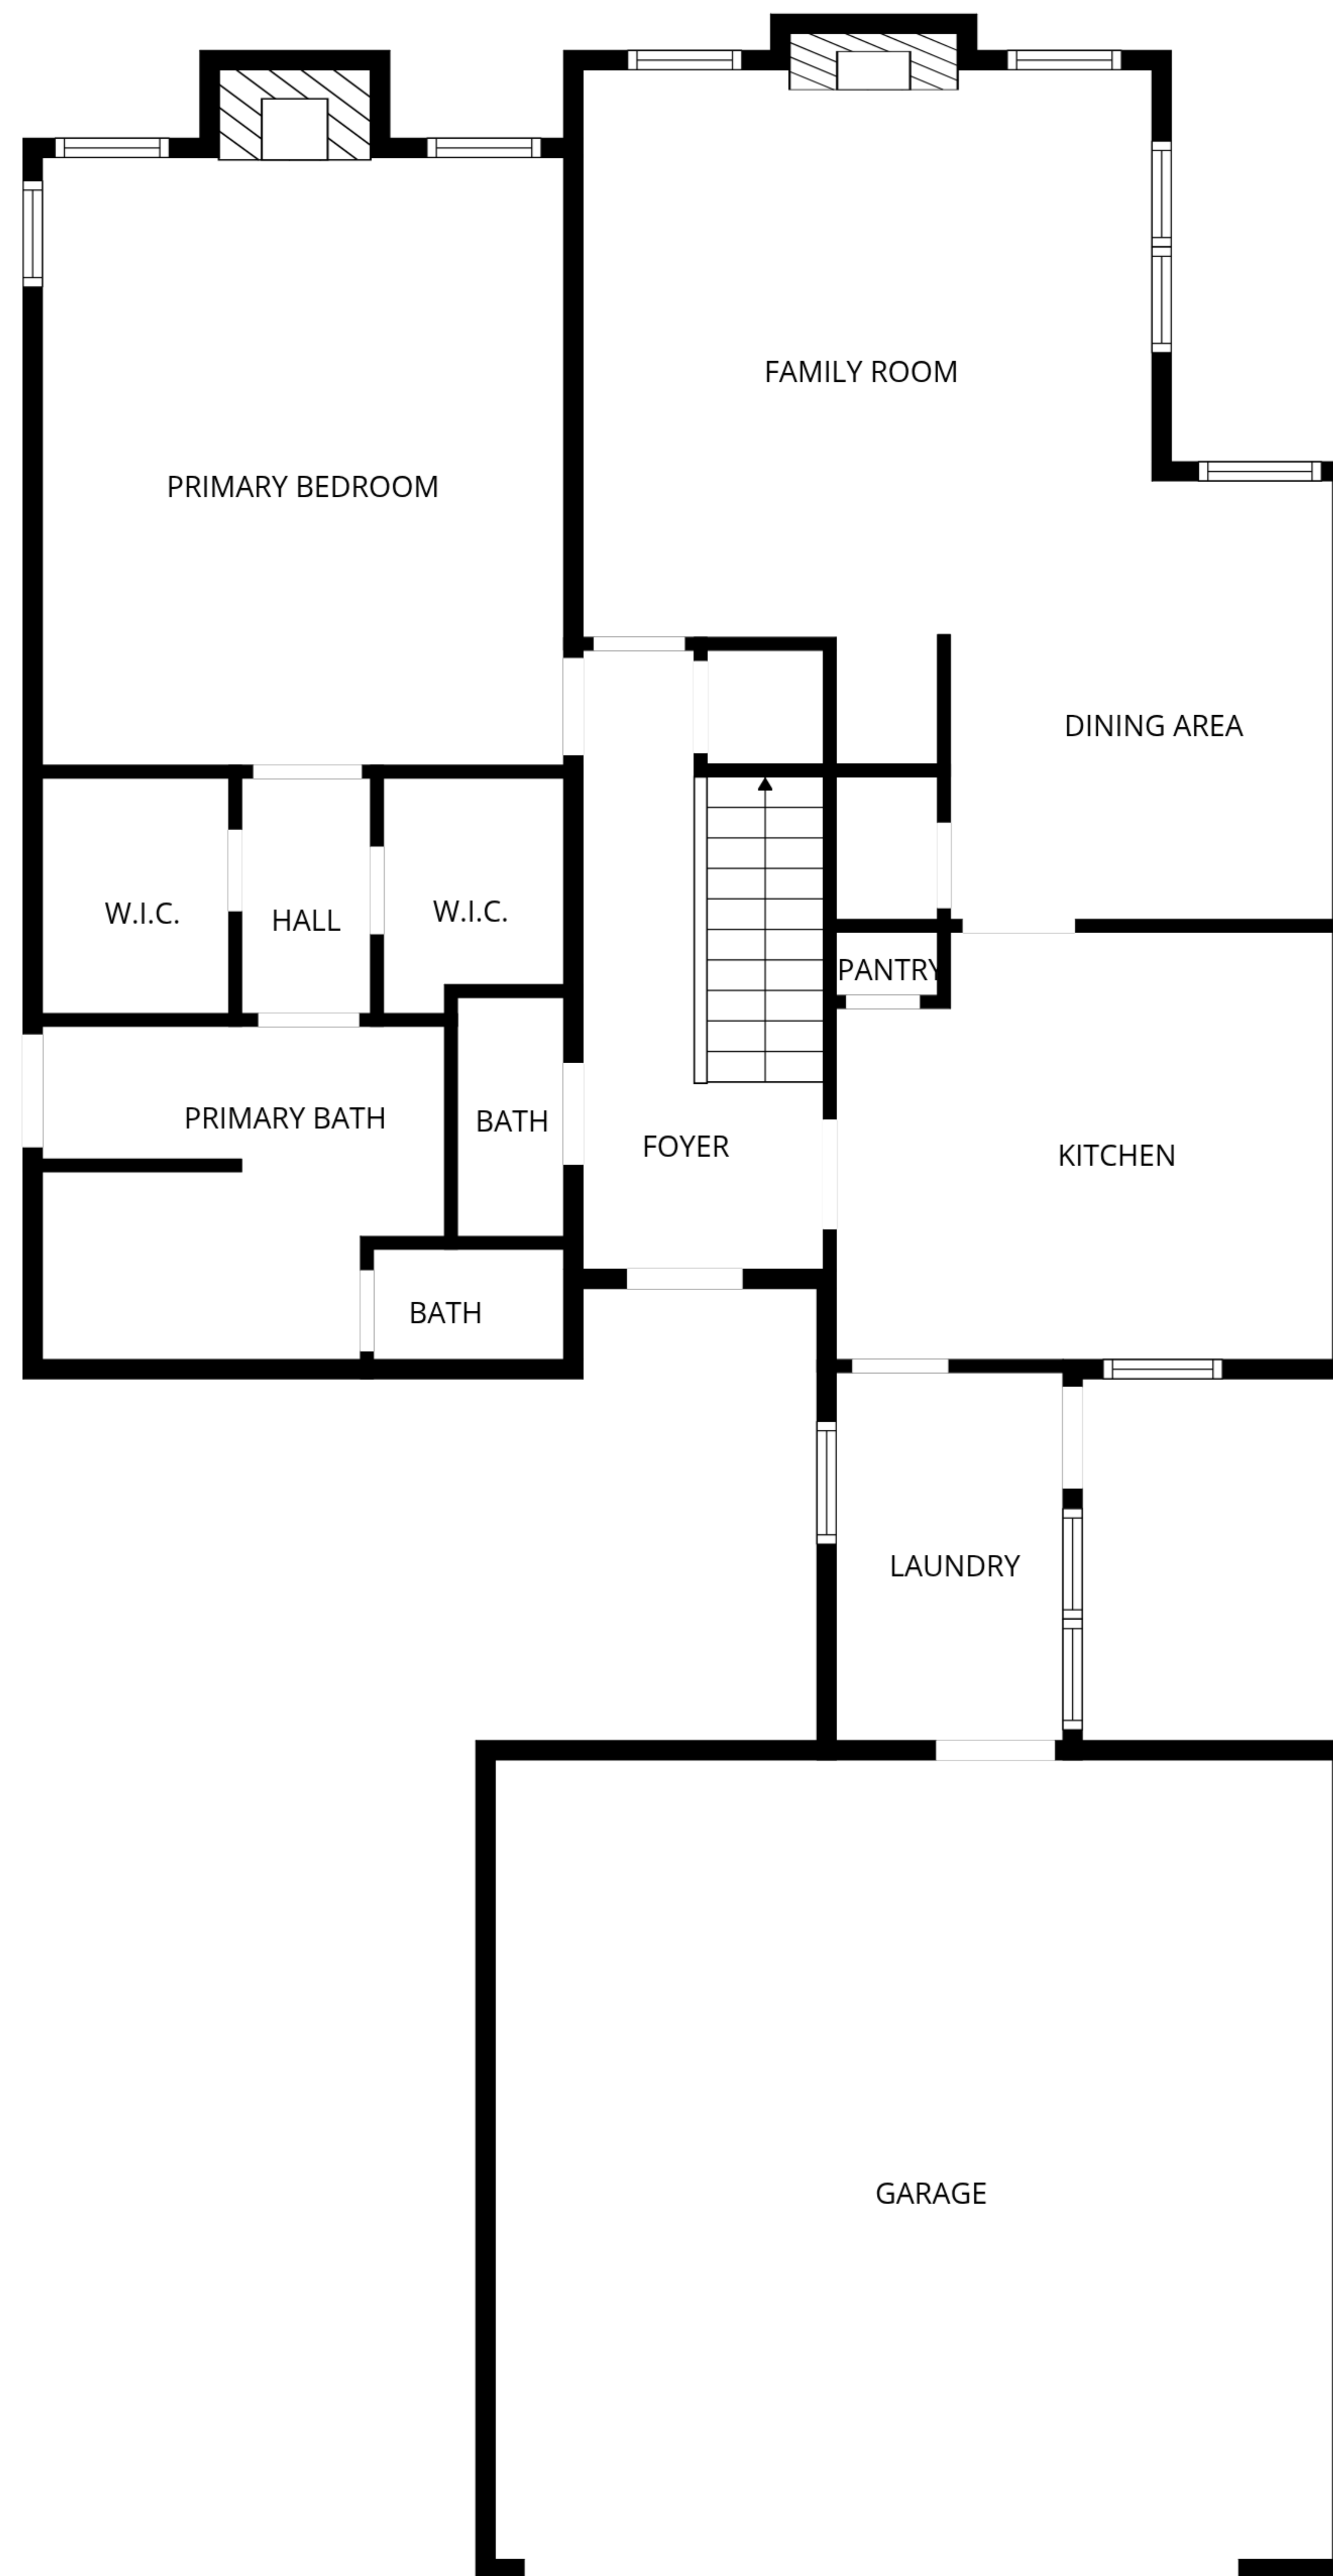 FAMILY ROOM
PRIMARY BEDROOM
DINING AREA
W.I.C.
HALL
W.I.C.
PANTRY
PRIMARY BATH
BATH
FOYER
KITCHEN
BATH
LAUNDRY
GARAGE